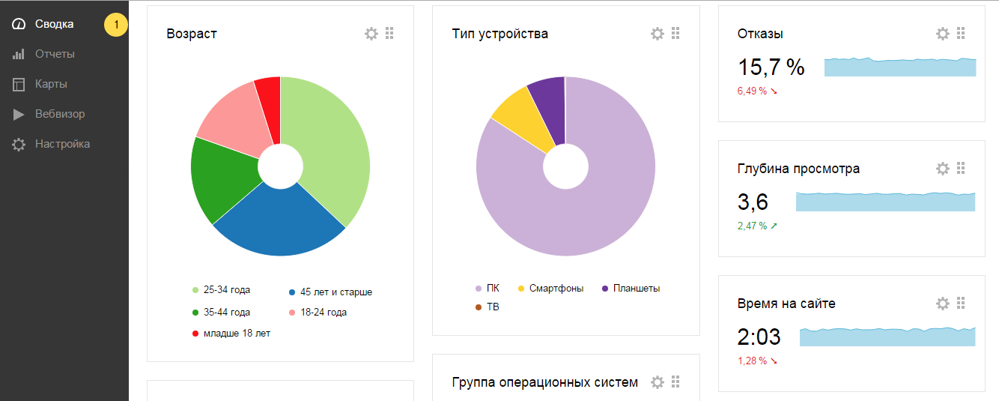 Сводка
1
Отчеты
Карты
Вебвизор
Настройка
Возраст
25-34 года
45 лет и старше
35-44 года
18-24 года
младше 18 лет
Тип устройства
ПК
Смартфоны
Планшеты
ТВ
Группа операционных систем
Отказы
15,7 %
6,49 % ➘
Глубина просмотра
3,6
2,47 % ➚
Время на сайте
2:03
1,28 % ➘